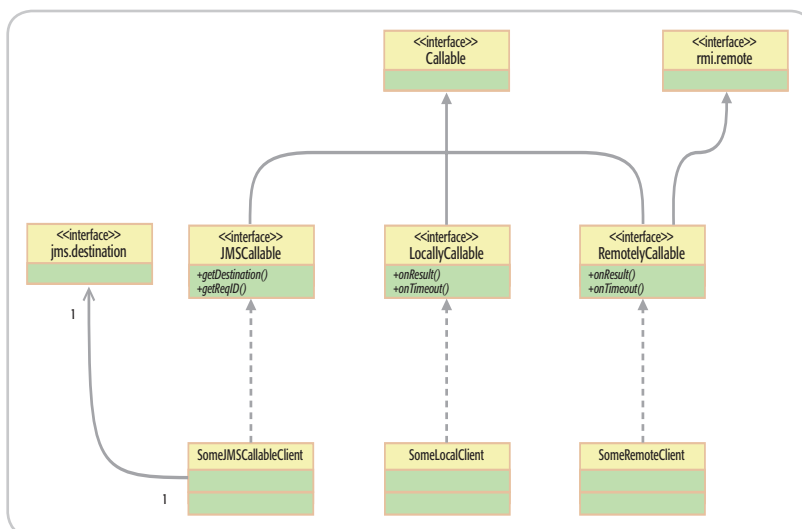 <<interface>>
Callable
<<interface>>
rmi.remote
<<interface>>
jms.destination
<<interface>>
JMSCallable
+getDestination()
+getReqID()
<<interface>>
LocallyCallable
+onResult()
+onTimeout()
<<interface>>
RemotelyCallable
+onResult()
+onTimeout()
1
SomeJMSCallableClient
SomeLocalClient
SomeRemoteClient
1